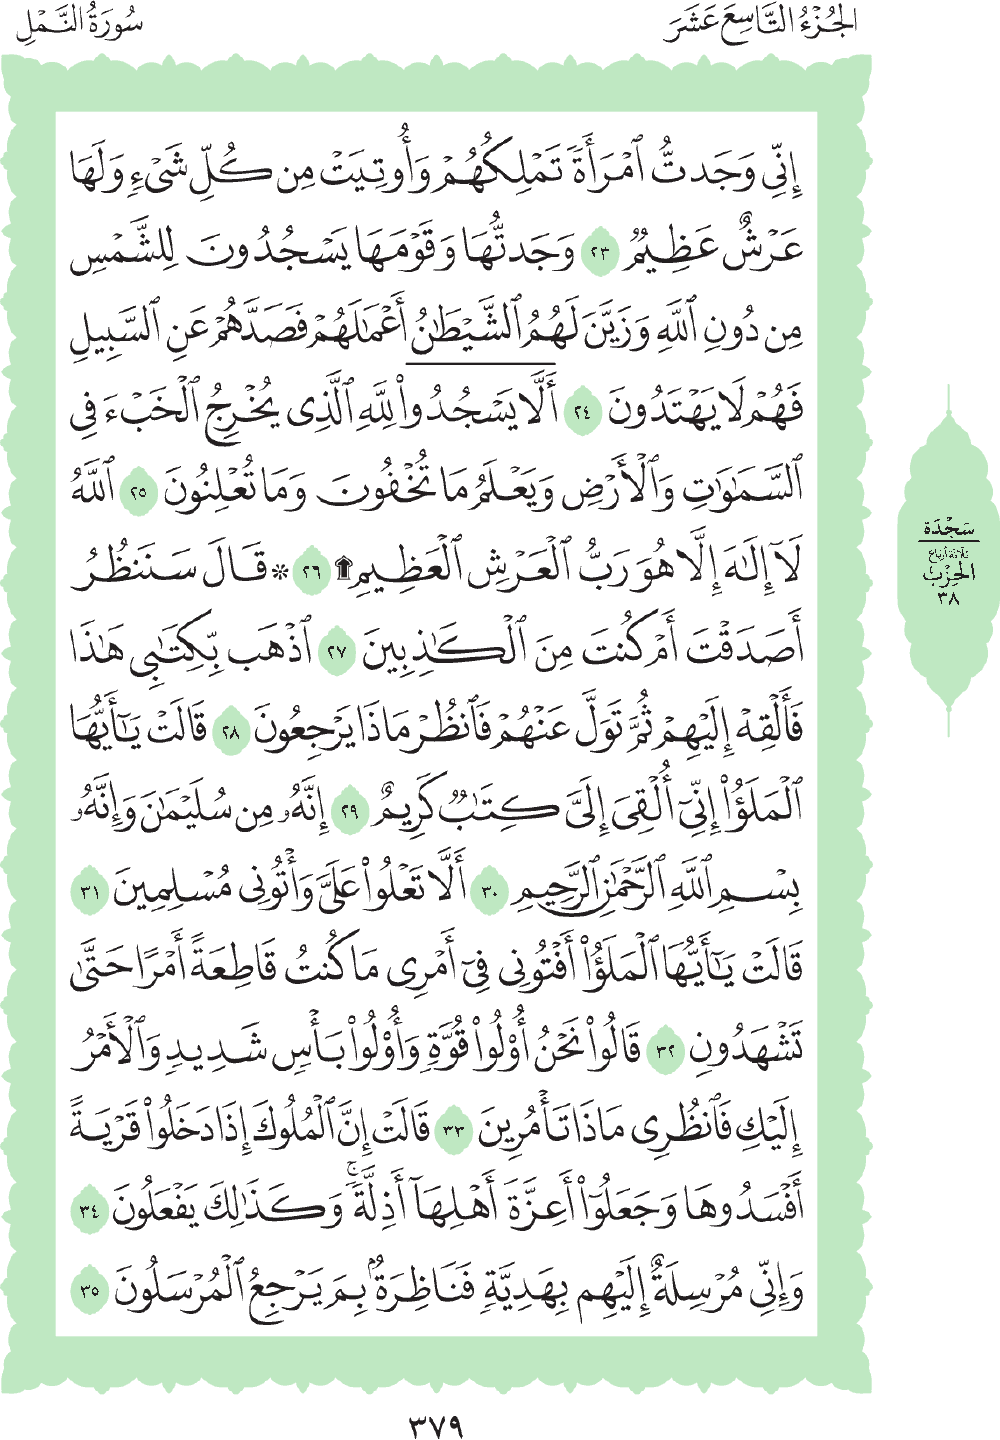 الجُزْءُ التَّاسِعَ عَشَرَ
سُورَةُ النَّمْلِ
إِنِّي وَجَدتُّ ٱمْرَأَةً تَمْلِكُهُمْ وَأُوتِيَتْ مِن كُلِّ شَىْءٍ وَلَهَا
عَرْشٌ عَظِيمٌ ٢٣ وَجَدتُّهَا وَقَوْمَهَا يَسْجُدُونَ لِلشَّمْسِ
مِن دُونِ ٱللَّهِ وَزَيَّنَ لَهُمُ ٱلشَّيْطَٰنُ أَعْمَٰلَهُمْ فَصَدَّهُمْ عَنِ ٱلسَّبِيلِ
فَهُمْ لَا يَهْتَدُونَ ٢٤ أَلَّا يَسْجُدُوا۟ لِلَّهِ ٱلَّذِى يُخْرِجُ ٱلْخَبْءَ فِى
ٱلسَّمَٰوَٰتِ وَٱلْأَرْضِ وَيَعْلَمُ مَا تُخْفُونَ وَمَا تُعْلِنُونَ ٢٥ ٱللَّهُ
لَآ إِلَٰهَ إِلَّا هُوَ رَبُّ ٱلْعَرْشِ ٱلْعَظِيمِ ۩ ٢٦ * قَالَ سَنَنظُرُ
أَصَدَقْتَ أَمْ كُنتَ مِنَ ٱلْكَٰذِبِينَ ٢٧ ٱذْهَب بِّكِتَٰبِى هَٰذَا
فَأَلْقِهْ إِلَيْهِمْ ثُمَّ تَوَلَّ عَنْهُمْ فَٱنظُرْ مَاذَا يَرْجِعُونَ ٢٨ قَالَتْ يَٰٓأَيُّهَا
ٱلْمَلَؤُا۟ إِنِّىٓ أُلْقِىَ إِلَىَّ كِتَٰبٌ كَرِيمٌ ٢٩ إِنَّهُۥ مِن سُلَيْمَٰنَ وَإِنَّهُۥ
بِسْمِ ٱللَّهِ ٱلرَّحْمَٰنِ ٱلرَّحِيمِ ٣٠ أَلَّا تَعْلُوا۟ عَلَىَّ وَأْتُونِى مُسْلِمِينَ ٣١
قَالَتْ يَٰٓأَيُّهَا ٱلْمَلَؤُا۟ أَفْتُونِى فِىٓ أَمْرِى مَا كُنتُ قَاطِعَةً أَمْرًا حَتَّىٰ
تَشْهَدُونِ ٣٢ قَالُوا۟ نَحْنُ أُو۟لُوا۟ قُوَّةٍ وَأُو۟لُوا۟ بَأْسٍ شَدِيدٍ وَٱلْأَمْرُ
إِلَيْكِ فَٱنظُرِى مَاذَا تَأْمُرِينَ ٣٣ قَالَتْ إِنَّ ٱلْمُلُوكَ إِذَا دَخَلُوا۟ قَرْيَةً
أَفْسَدُوهَا وَجَعَلُوٓا۟ أَعِزَّةَ أَهْلِهَآ أَذِلَّةً ۖ وَكَذَٰلِكَ يَفْعَلُونَ ٣٤
وَإِنِّى مُرْسِلَةٌ إِلَيْهِم بِهَدِيَّةٍ فَنَاظِرَةٌۢ بِمَ يَرْجِعُ ٱلْمُرْسَلُونَ ٣٥
سَجْدَة
ثلاثة أرباع
الحِزْب
٣٨
٣٧٩